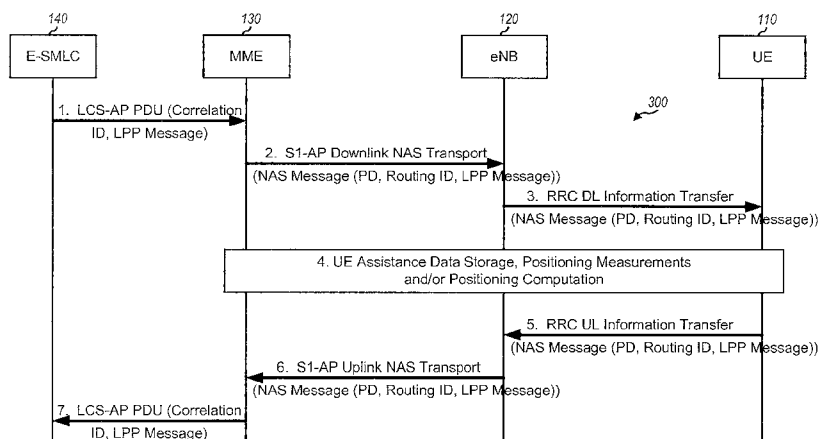 140
130
120
110
E-SMLC
MME
eNB
UE
1. LCS-AP PDU (Correlation
ID, LPP Message)
300
2. S1-AP Downlink NAS Transport
(NAS Message (PD, Routing ID, LPP Message))
3. RRC DL Information Transfer
(NAS Message (PD, Routing ID, LPP Message))
4. UE Assistance Data Storage, Positioning Measurements
and/or Positioning Computation
5. RRC UL Information Transfer
(NAS Message (PD, Routing ID, LPP Message))
6. S1-AP Uplink NAS Transport
(NAS Message (PD, Routing ID, LPP Message))
7. LCS-AP PDU (Correlation
ID, LPP Message)